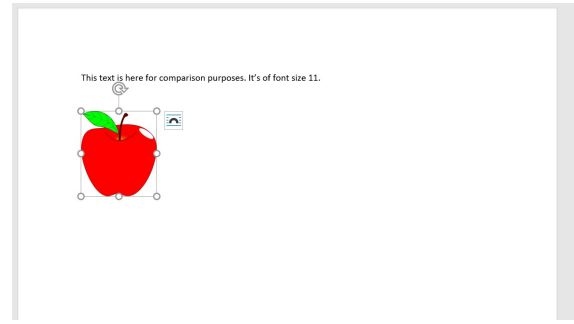 This text is here for comparison purposes. It’s of font size 11.